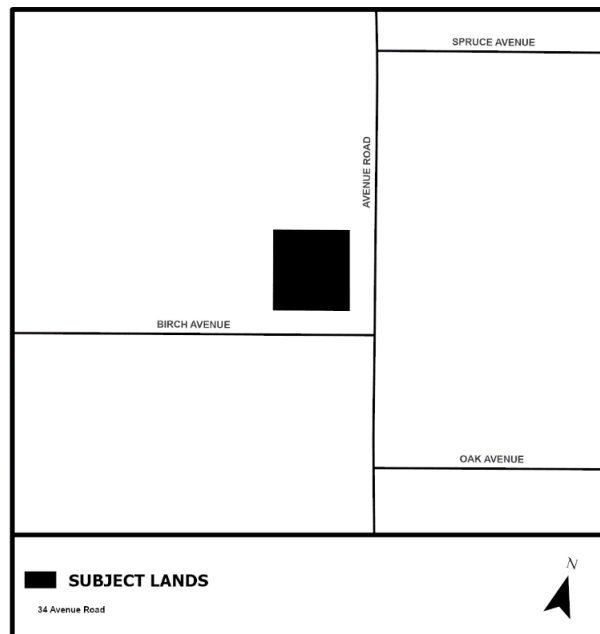 SPRUCE AVENUE
AVENUE ROAD
BIRCH AVENUE
OAK AVENUE
SUBJECT LANDS
N
34 Avenue Road